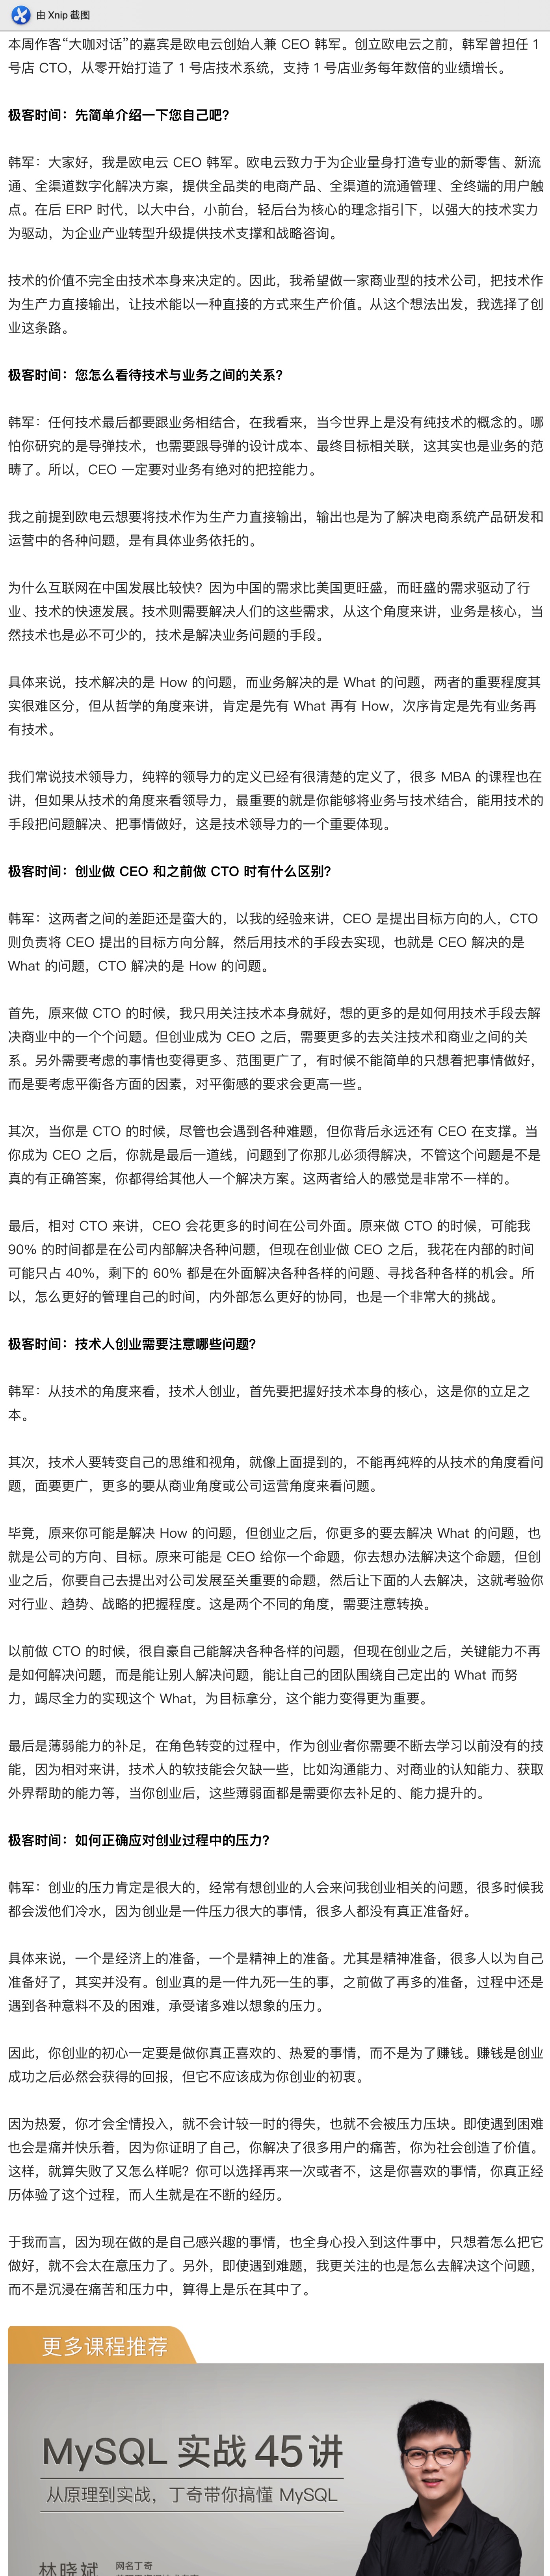 由 Xnip 截图
本周作客“大咖对话”的嘉宾是欧电云创始人兼 CEO 韩军。创立欧电云之前，韩军曾担任 1
号店 CTO，从零开始打造了 1 号店技术系统，支持 1 号店业务每年数倍的业绩增长。
极客时间：先简单介绍一下您自己吧？
韩军：大家好，我是欧电云 CEO 韩军。欧电云致力于为企业量身打造专业的新零售、新流
通、全渠道数字化解决方案，提供全品类的电商产品、全渠道的流通管理、全终端的用户触
点。在后 ERP 时代，以大中台，小前台，轻后台为核心的理念指引下，以强大的技术实力
为驱动，为企业产业转型升级提供技术支撑和战略咨询。
技术的价值不完全由技术本身来决定的。因此，我希望做一家商业型的技术公司，把技术作
为生产力直接输出，让技术能以一种直接的方式来生产价值。从这个想法出发，我选择了创
业这条路。
极客时间：您怎么看待技术与业务之间的关系？
韩军：任何技术最后都要跟业务相结合，在我看来，当今世界上是没有纯技术的概念的。哪
怕你研究的是导弹技术，也需要跟导弹的设计成本、最终目标相关联，这其实也是业务的范
畴了。所以，CEO 一定要对业务有绝对的把控能力。
我之前提到欧电云想要将技术作为生产力直接输出，输出也是为了解决电商系统产品研发和
运营中的各种问题，是有具体业务依托的。
为什么互联网在中国发展比较快？因为中国的需求比美国更旺盛，而旺盛的需求驱动了行
业、技术的快速发展。技术则需要解决人们的这些需求，从这个角度来讲，业务是核心，当
然技术也是必不可少的，技术是解决业务问题的手段。
具体来说，技术解决的是 How 的问题，而业务解决的是 What 的问题，两者的重要程度其
实很难区分，但从哲学的角度来讲，肯定是先有 What 再有 How，次序肯定是先有业务再
有技术。
我们常说技术领导力，纯粹的领导力的定义已经有很清楚的定义了，很多 MBA 的课程也在
讲，但如果从技术的角度来看领导力，最重要的就是你能够将业务与技术结合，能用技术的
手段把问题解决、把事情做好，这是技术领导力的一个重要体现。
极客时间：创业做 CEO 和之前做 CTO 时有什么区别？
韩军：这两者之间的差距还是蛮大的，以我的经验来讲，CEO 是提出目标方向的人，CTO
则负责将 CEO 提出的目标方向分解，然后用技术的手段去实现，也就是 CEO 解决的是
What 的问题，CTO 解决的是 How 的问题。
首先，原来做 CTO 的时候，我只用关注技术本身就好，想的更多的是如何用技术手段去解
决商业中的一个个问题。但创业成为 CEO 之后，需要更多的去关注技术和商业之间的关
系。另外需要考虑的事情也变得更多、范围更广了，有时候不能简单的只想着把事情做好，
而是要考虑平衡各方面的因素，对平衡感的要求会更高一些。
其次，当你是 CTO 的时候，尽管也会遇到各种难题，但你背后永远还有 CEO 在支撑。当
你成为 CEO 之后，你就是最后一道线，问题到了你那儿必须得解决，不管这个问题是不是
真的有正确答案，你都得给其他人一个解决方案。这两者给人的感觉是非常不一样的。
最后，相对 CTO 来讲，CEO 会花更多的时间在公司外面。原来做 CTO 的时候，可能我
90% 的时间都是在公司内部解决各种问题，但现在创业做 CEO 之后，我花在内部的时间
可能只占 40%，剩下的 60% 都是在外面解决各种各样的问题、寻找各种各样的机会。所
以，怎么更好的管理自己的时间，内外部怎么更好的协同，也是一个非常大的挑战。
极客时间：技术人创业需要注意哪些问题？
韩军：从技术的角度来看，技术人创业，首先要把握好技术本身的核心，这是你的立足之
本。
其次，技术人要转变自己的思维和视角，就像上面提到的，不能再纯粹的从技术的角度看问
题，面要更广，更多的要从商业角度或公司运营角度来看问题。
毕竟，原来你可能是解决 How 的问题，但创业之后，你更多的要去解决 What 的问题，也
就是公司的方向、目标。原来可能是 CEO 给你一个命题，你去想办法解决这个命题，但创
业之后，你要自己去提出对公司发展至关重要的命题，然后让下面的人去解决，这就考验你
对行业、趋势、战略的把握程度。这是两个不同的角度，需要注意转换。
以前做 CTO 的时候，很自豪自己能解决各种各样的问题，但现在创业之后，关键能力不再
是如何解决问题，而是能让别人解决问题，能让自己的团队围绕自己定出的 What 而努
力，竭尽全力的实现这个 What，为目标拿分，这个能力变得更为重要。
最后是薄弱能力的补足，在角色转变的过程中，作为创业者你需要不断去学习以前没有的技
能，因为相对来讲，技术人的软技能会欠缺一些，比如沟通能力、对商业的认知能力、获取
外界帮助的能力等，当你创业后，这些薄弱面都是需要你去补足的、能力提升的。
极客时间：如何正确应对创业过程中的压力？
韩军：创业的压力肯定是很大的，经常有想创业的人会来问我创业相关的问题，很多时候我
都会泼他们冷水，因为创业是一件压力很大的事情，很多人都没有真正准备好。
具体来说，一个是经济上的准备，一个是精神上的准备。尤其是精神准备，很多人以为自己
准备好了，其实并没有。创业真的是一件九死一生的事，之前做了再多的准备，过程中还是
遇到各种意料不及的困难，承受诸多难以想象的压力。
因此，你创业的初心一定要是做你真正喜欢的、热爱的事情，而不是为了赚钱。赚钱是创业
成功之后必然会获得的回报，但它不应该成为你创业的初衷。
因为热爱，你才会全情投入，就不会计较一时的得失，也就不会被压力压块。即使遇到困难
也会是痛并快乐着，因为你证明了自己，你解决了很多用户的痛苦，你为社会创造了价值。
这样，就算失败了又怎么样呢？你可以选择再来一次或者不，这是你喜欢的事情，你真正经
历体验了这个过程，而人生就是在不断的经历。
于我而言，因为现在做的是自己感兴趣的事情，也全身心投入到这件事中，只想着怎么把它
做好，就不会太在意压力了。另外，即使遇到难题，我更关注的也是怎么去解决这个问题，
而不是沉浸在痛苦和压力中，算得上是乐在其中了。
更多课程推荐
MySQL 实战 45 讲
从原理到实战，丁奇带你搞懂 MySQL
林晓斌
网名丁奇